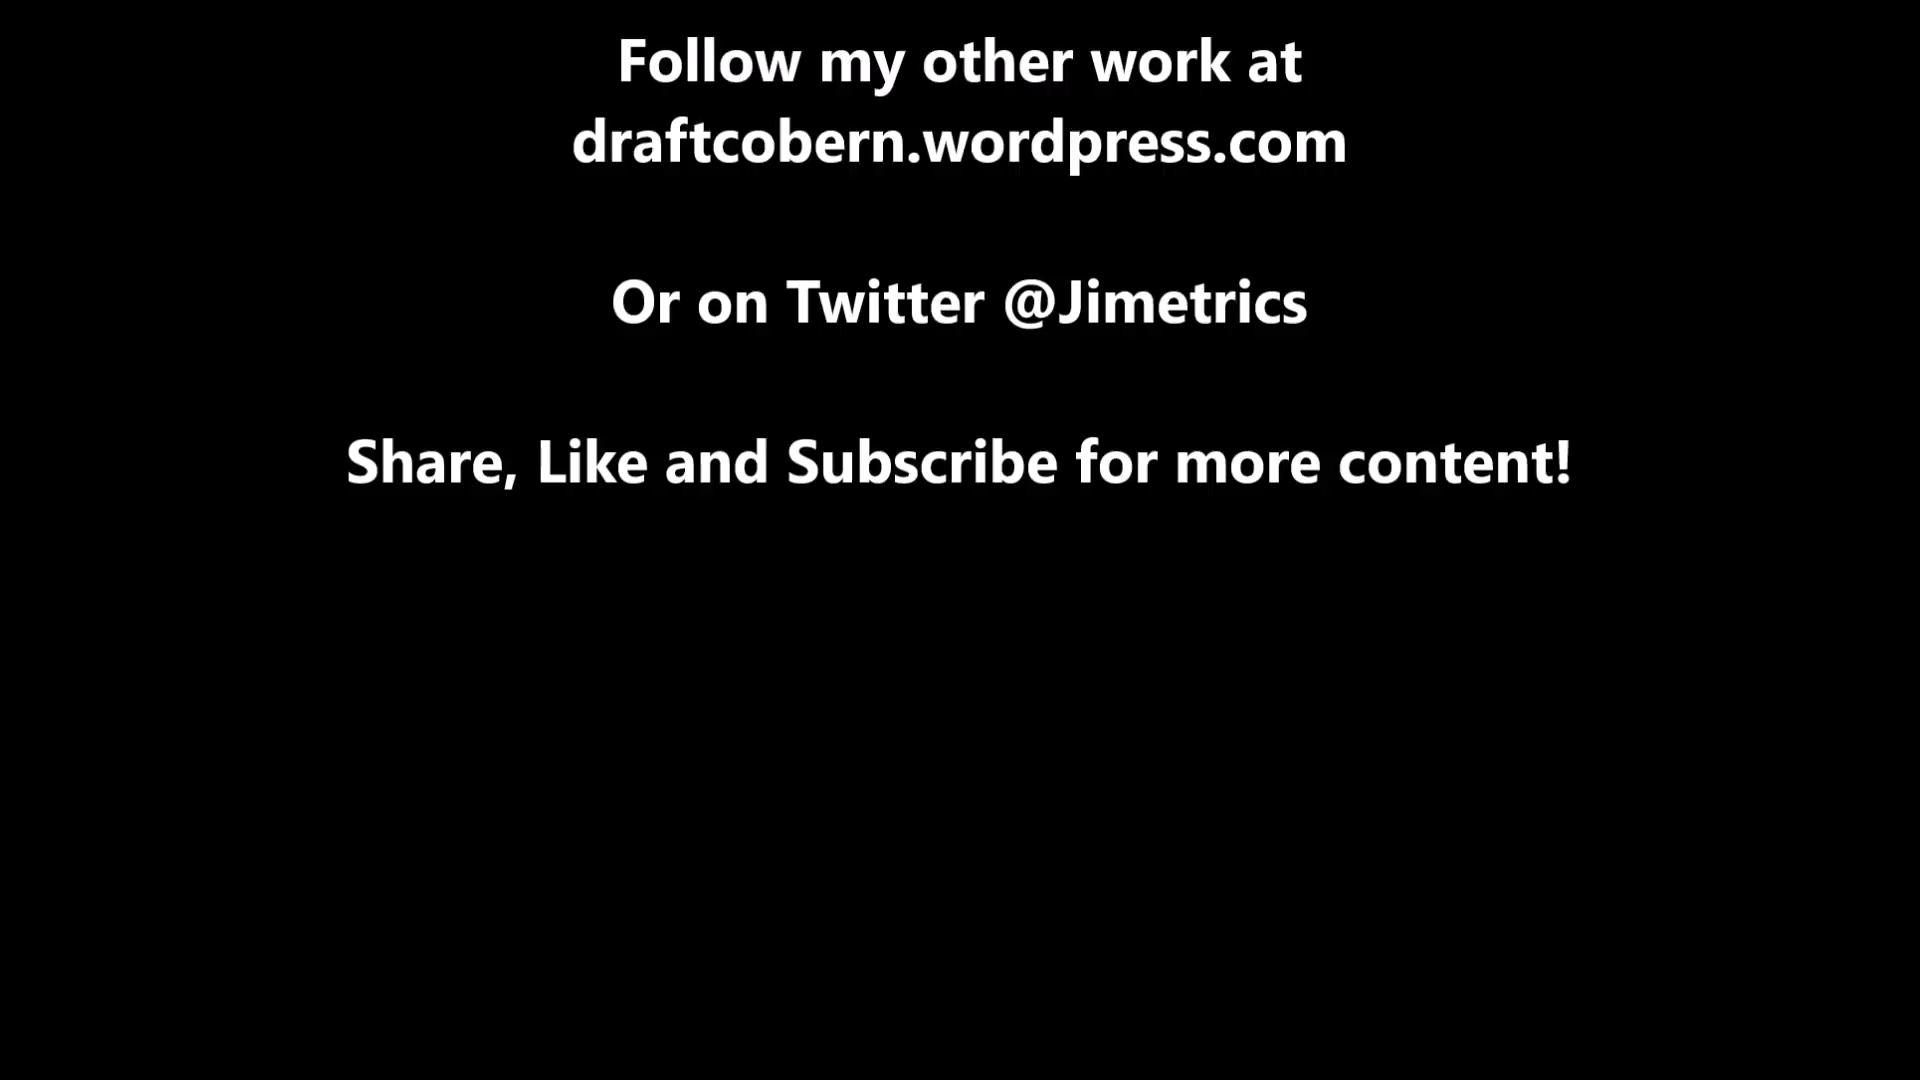 Follow my other work at
draftcobern.wordpress.com
Or on Twitter @Jimetrics
Share, Like and Subscribe for more content!